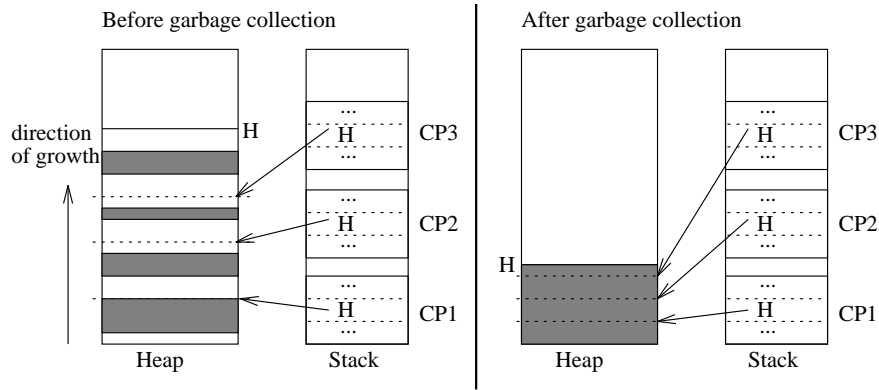 Before garbage collection
direction
of growth
H
...
H
...
CP3
...
H
...
CP2
...
H
...
CP1
Heap
Stack
After garbage collection
H
...
H
...
CP3
...
H
...
CP2
...
H
...
CP1
Heap
Stack